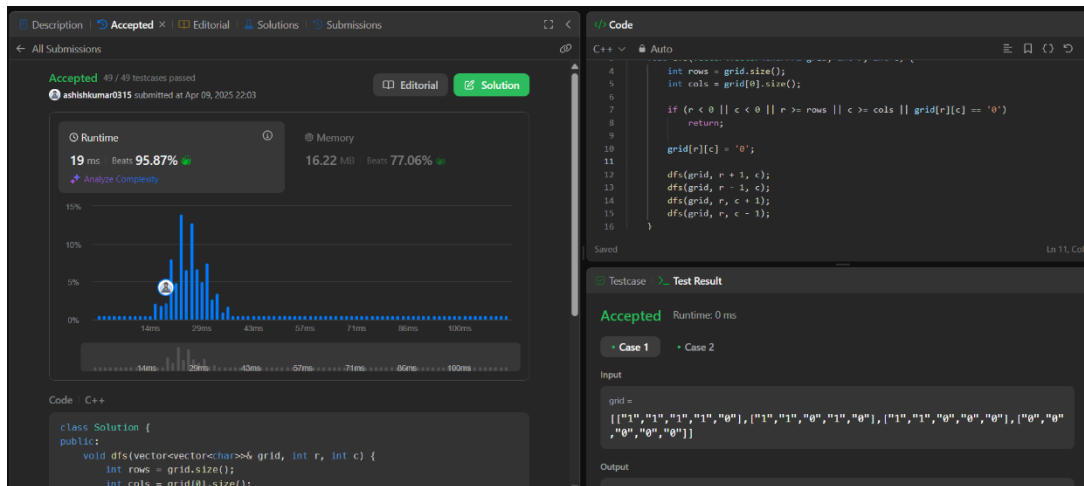 Description
Accepted
Editorial
Solutions
Submissions
All Submissions
Accepted 49 / 49 testcases passed
ashishkumar0315 submitted at Apr 09, 2025 22:03
Editorial
Solution
Runtime
19 ms Beats 95.87%
Analyze Complexity
Memory
16.22 MB Beats 77.06%
15%
10%
5%
0%
14ms 29ms 43ms 57ms 71ms 86ms 100ms
14ms 29ms 43ms 57ms 71ms 86ms 100ms
Code C++
class Solution {
public:
void dfs(vector<vector<char>>& grid, int r, int c) {
int rows = grid.size();
int cols = grid[0].size();
</> Code
C++ Auto
4 int rows = grid.size();
5 int cols = grid[0].size();
6
7 if (r < 0 || c < 0 || r >= rows || c >= cols || grid[r][c] == '0')
8 return;
9
10 grid[r][c] = '0';
11
12 dfs(grid, r + 1, c);
13 dfs(grid, r - 1, c);
14 dfs(grid, r, c + 1);
15 dfs(grid, r, c - 1);
16 }
Saved
Ln 11, Col
Testcase
>_ Test Result
Accepted Runtime: 0 ms
Case 1
Case 2
Input
grid =
[["1","1","1","1","0"],["1","1","0","1","0"],["1","1","0","0","0"],["0","0"
,"0","0","0"]]
Output